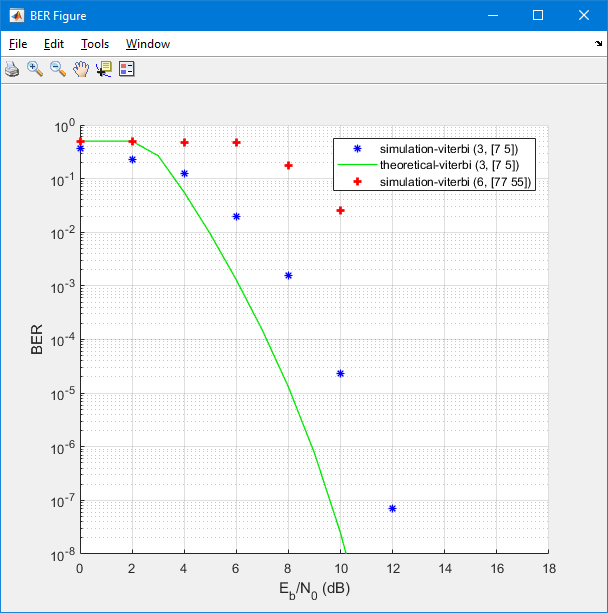 BER Figure
File Edit Tools Window
simulation-viterbi (3, [7 5])
theoretical-viterbi (3, [7 5])
simulation-viterbi (6, [77 55])
10^0
10^-1
10^-2
10^-3
10^-4
10^-5
10^-6
10^-7
10^-8
BER
0 2 4 6 8 10 12 14 16 18
E_b/N_0 (dB)